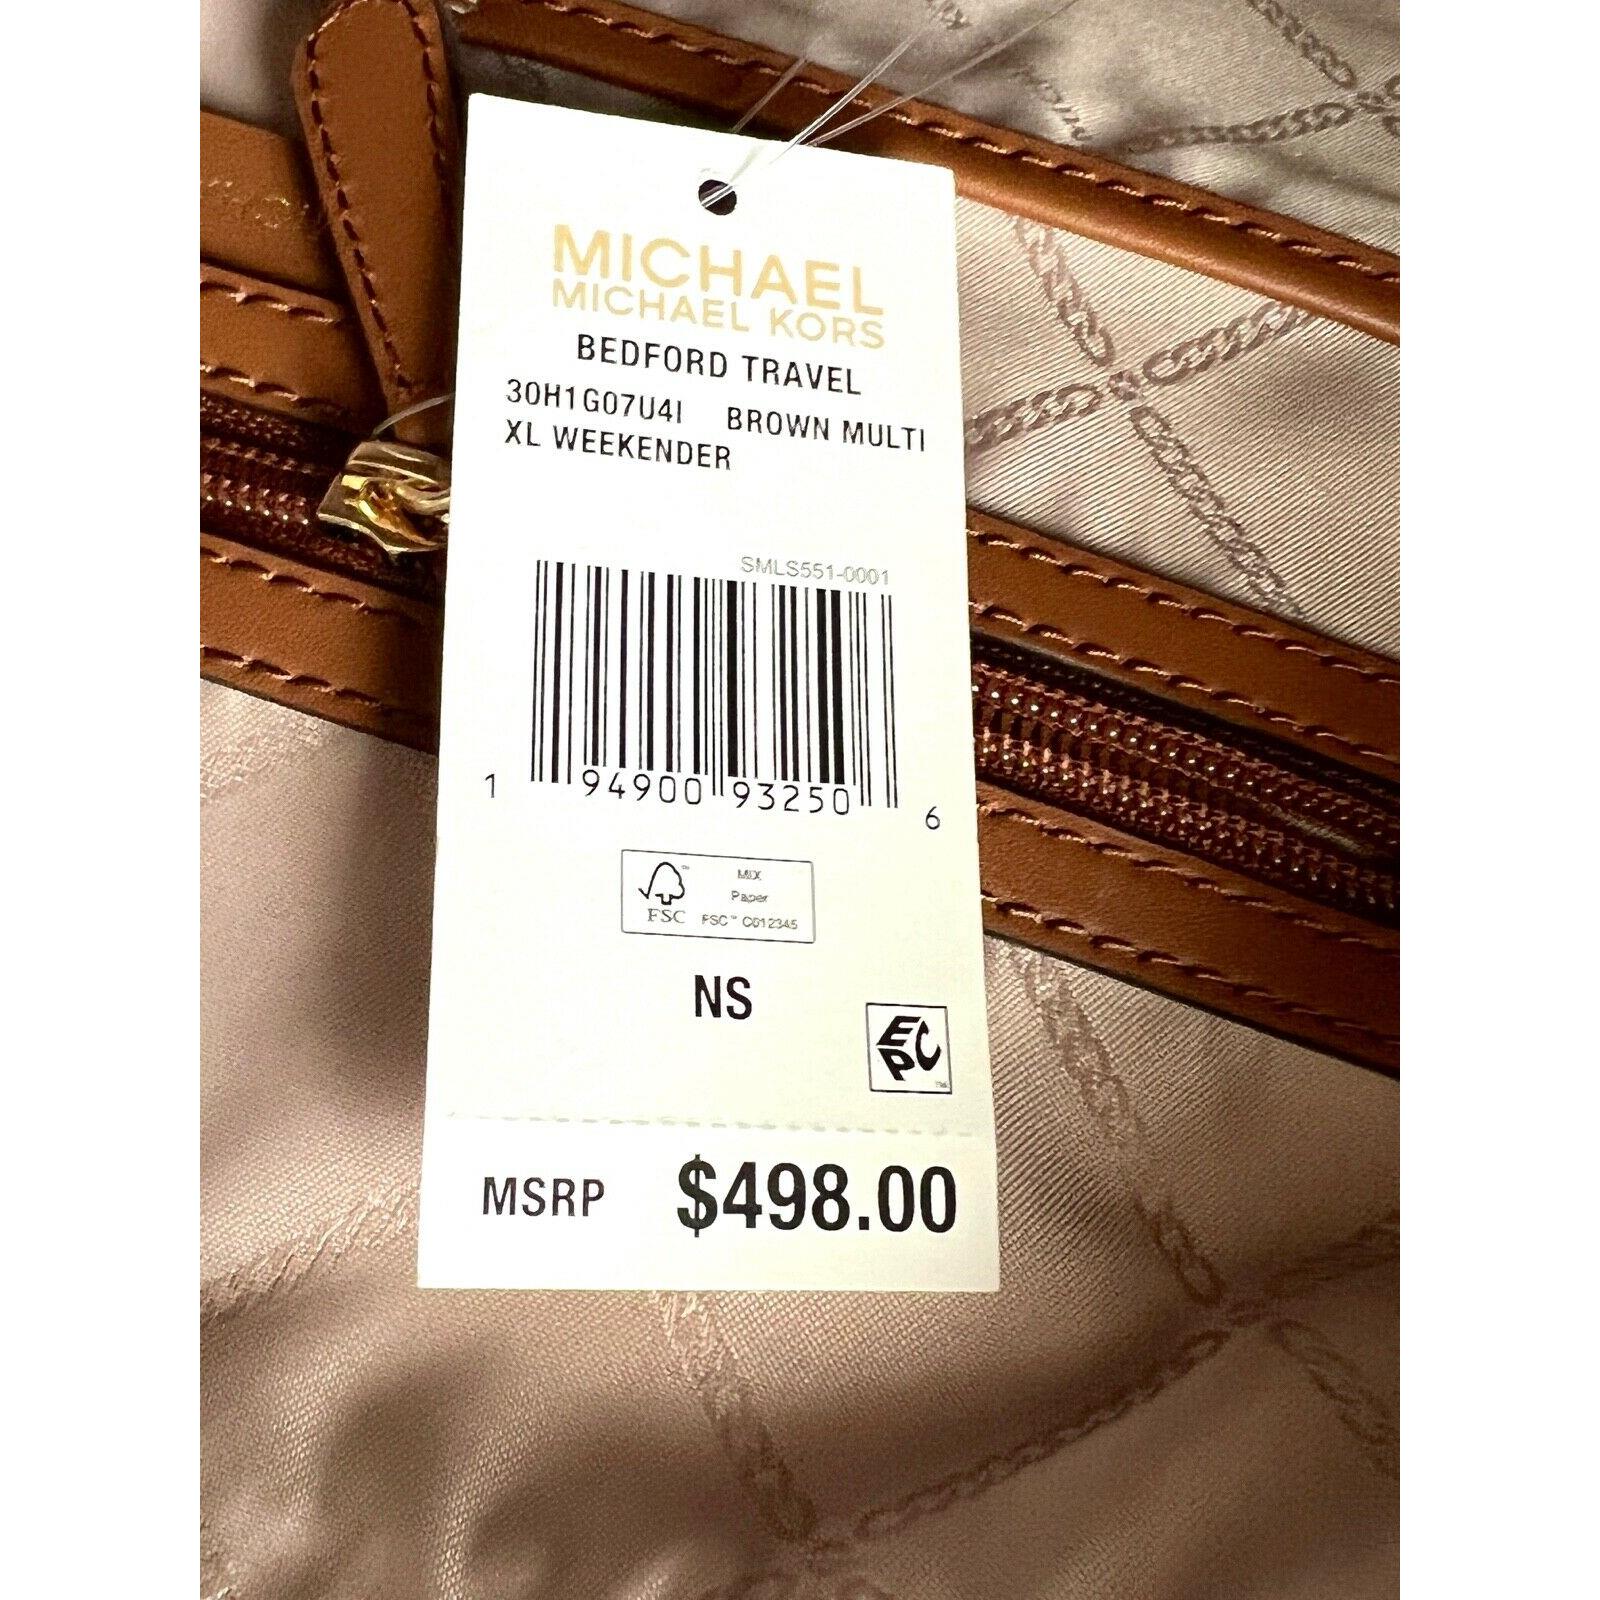 MICHAEL
MICHAEL KORS
BEDFORD TRAVEL
30H1G07U4I BROWN MULTI
XL WEEKENDER
SMLS551-0001
1 94900 93250 6
MIX
Paper
FSC FSC™ C012345
NS
EPC
MSRP $498.00